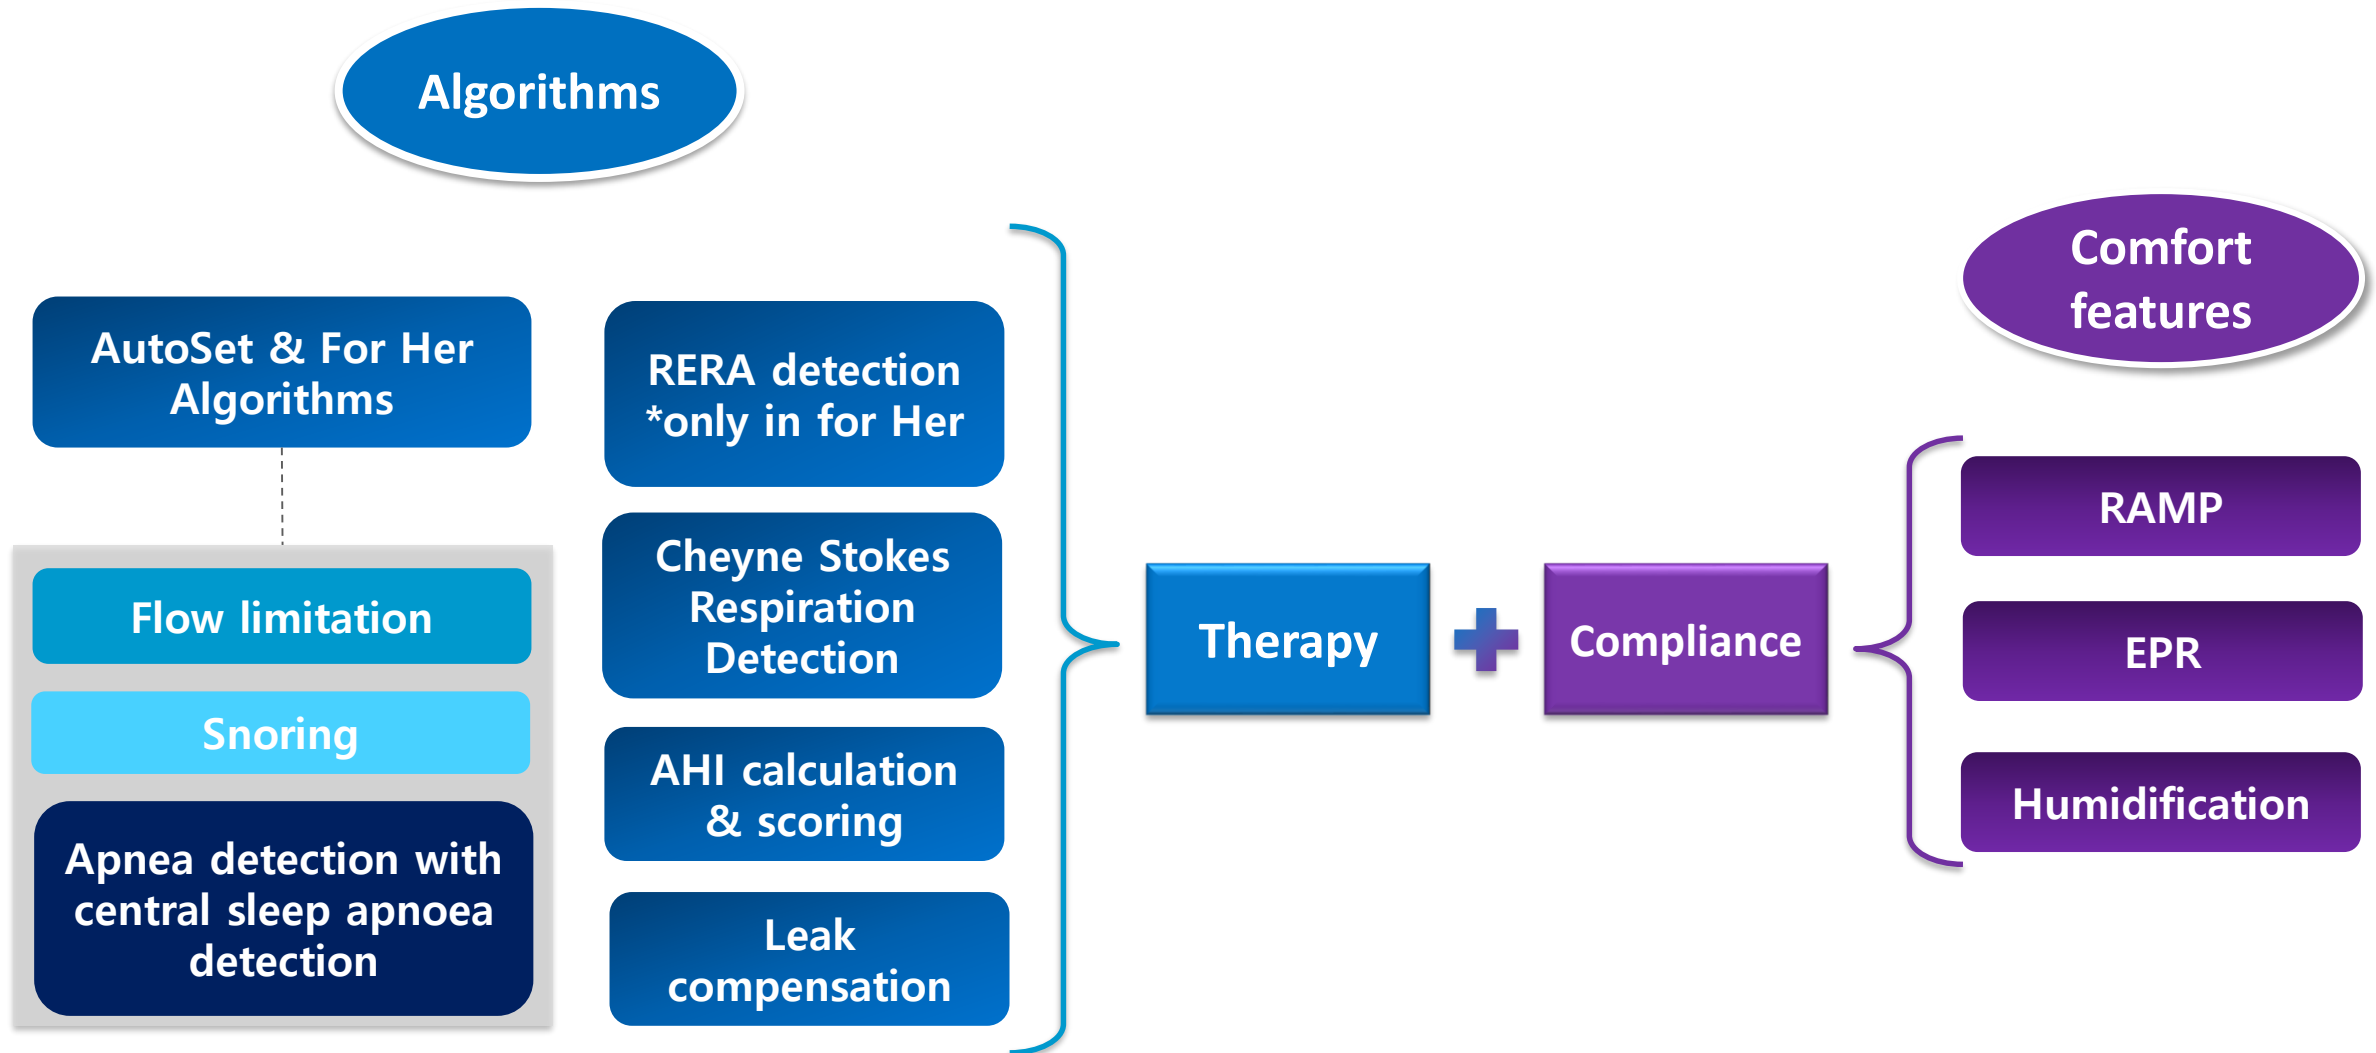 Algorithms
AutoSet & For Her
Algorithms
Flow limitation
Snoring
Apnea detection with
central sleep apnoea
detection
RERA detection
*only in for Her
Cheyne Stokes
Respiration
Detection
AHI calculation
& scoring
Leak
compensation
Therapy
Compliance
Comfort
features
RAMP
EPR
Humidification